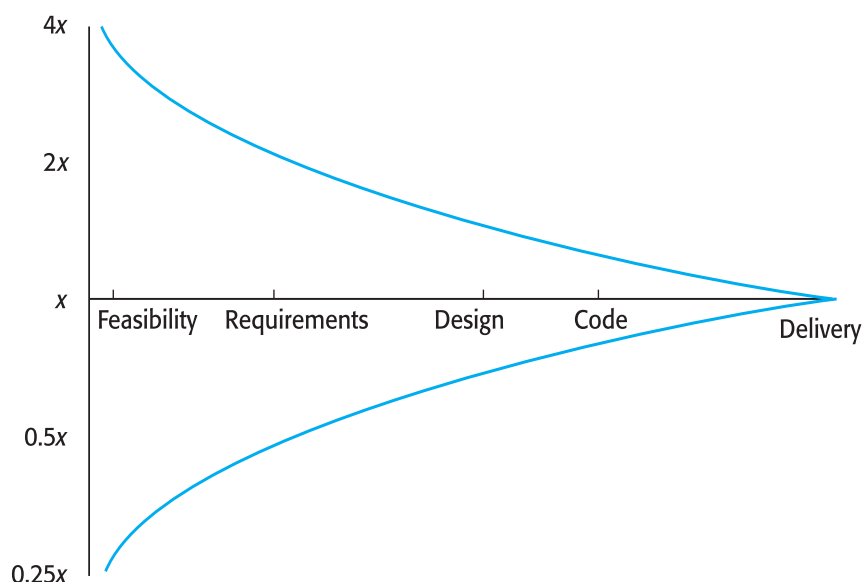 4x
2x
x
Feasibility Requirements Design Code Delivery
0.5x
0.25x